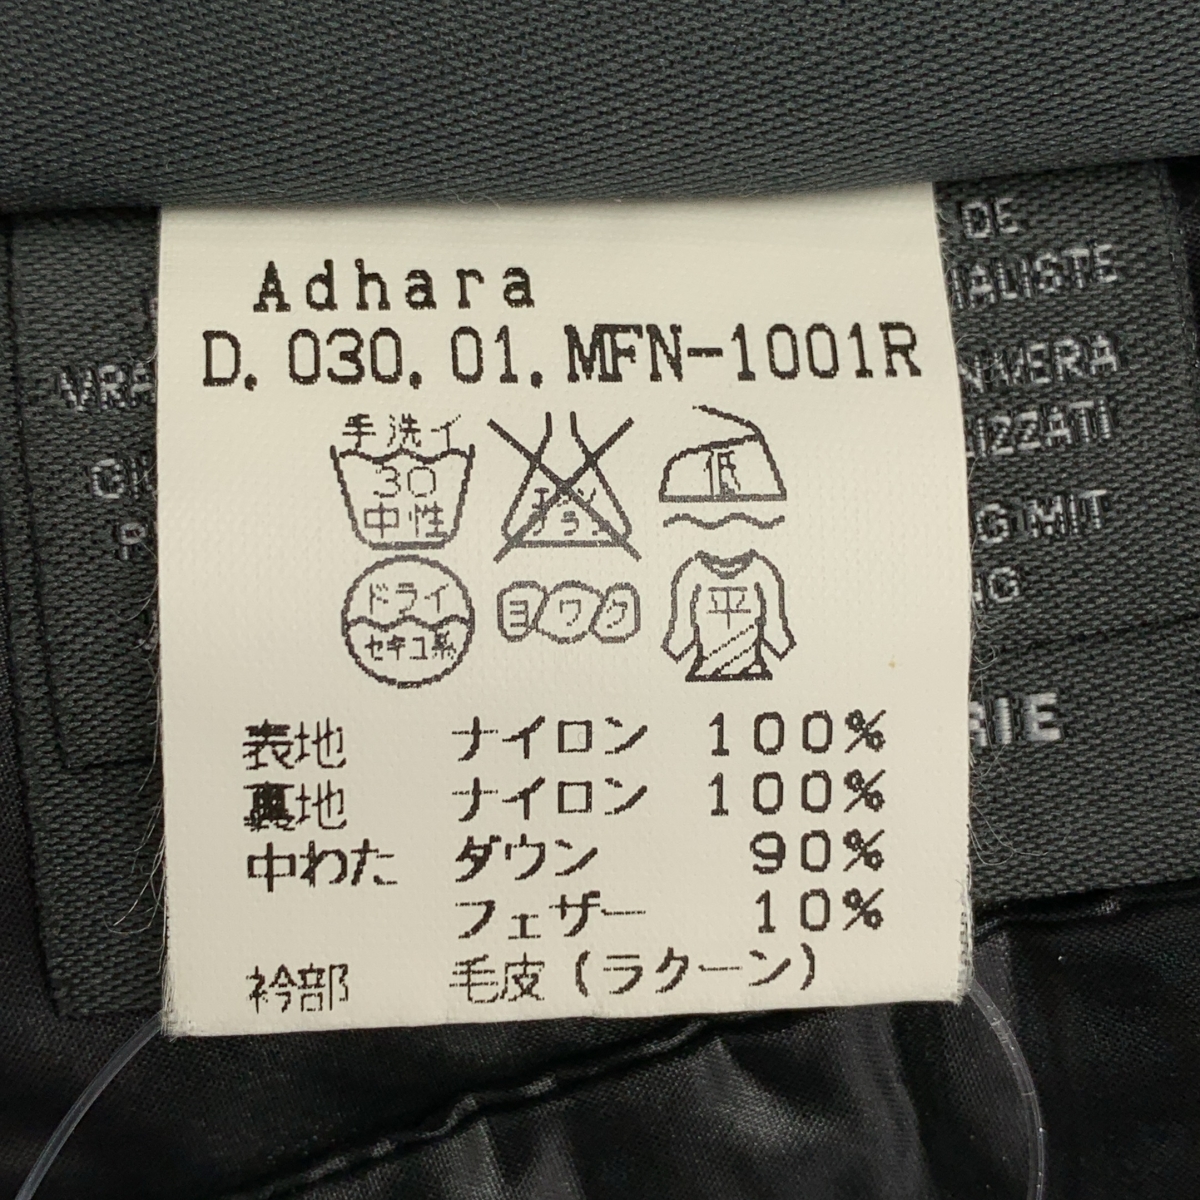 Adhara
D.030.01.MFN-1001R
手洗イ
30
中性
低
ドライ
セキユ系
ヨワク
平
表地 ナイロン 100%
裏地 ナイロン 100%
中わた ダウン 90%
フェザー 10%
衿部 毛皮(ラクーン)
DE
MIT